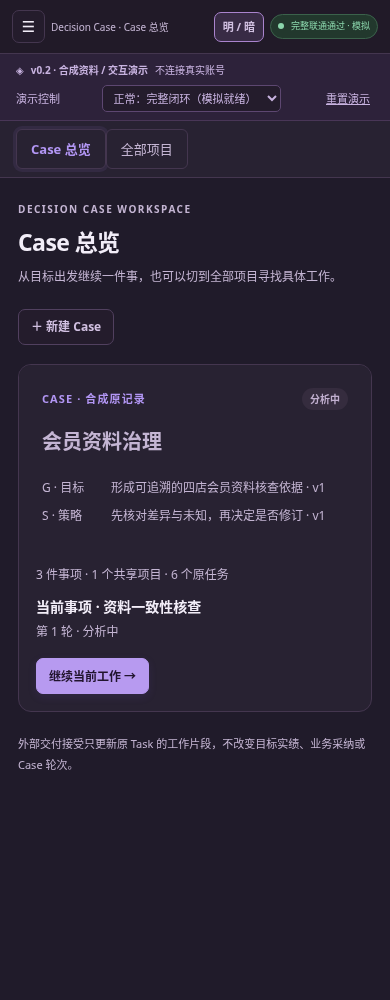 ☰ Decision Case · Case 总览 明 / 暗 完整联通通过 · 模拟
◈ v0.2 · 合成资料 / 交互演示 不连接真实账号
演示控制 正常：完整闭环（模拟就绪） 重置演示
Case 总览 全部项目
DECISION CASE WORKSPACE
Case 总览
从目标出发继续一件事，也可以切到全部项目寻找具体工作。
＋ 新建 Case
CASE · 合成原记录 分析中
会员资料治理
G · 目标 形成可追溯的四店会员资料核查依据 · v1
S · 策略 先核对差异与未知，再决定是否修订 · v1
3 件事项 · 1 个共享项目 · 6 个原任务
当前事项 · 资料一致性核查
第 1 轮 · 分析中
继续当前工作 →
外部交付接受只更新原 Task 的工作片段，不改变目标实绩、业务采纳或
Case 轮次。